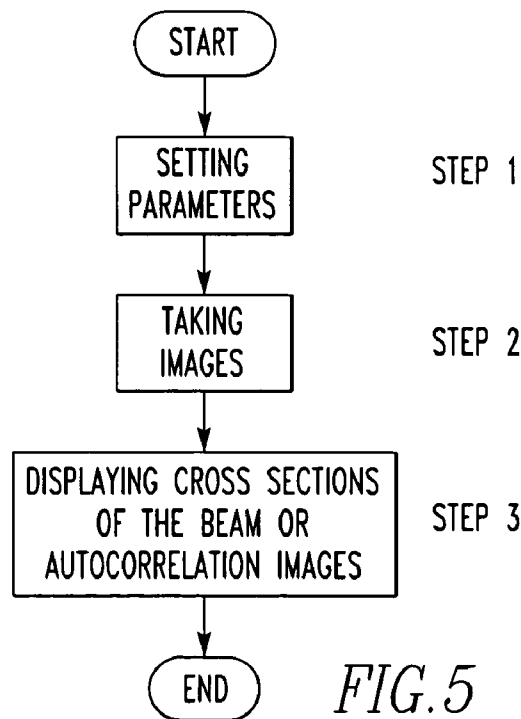 START
SETTING
PARAMETERS
STEP 1
TAKING
IMAGES
STEP 2
DISPLAYING CROSS SECTIONS
OF THE BEAM OR
AUTOCORRELATION IMAGES
STEP 3
END
FIG.5